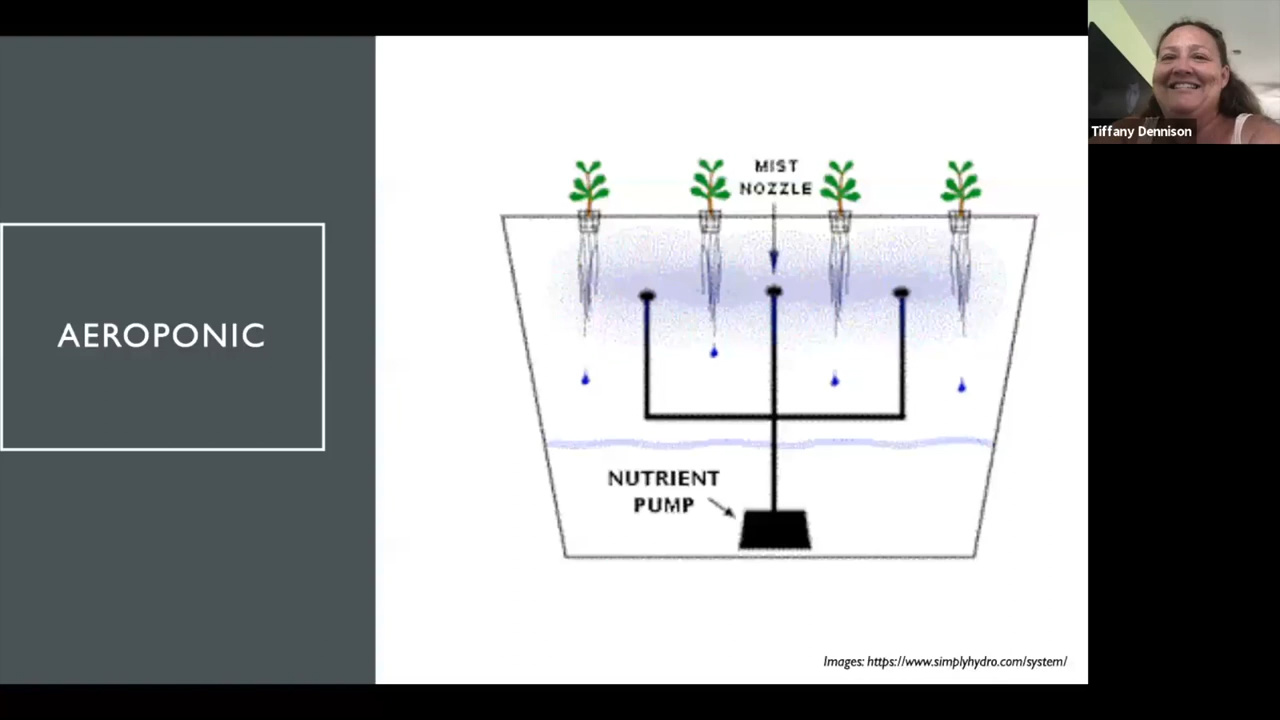 AEROPONIC
MIST
NOZZLE
NUTRIENT
PUMP
Images: https://www.simplyhydro.com/system/
Tiffany Dennison